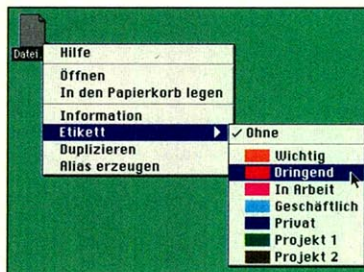 Datei
Hilfe
Öffnen
In den Papierkorb legen
Information
Etikett
Duplizieren
Alias erzeugen
Ohne
Wichtig
Dringend
In Arbeit
Geschäftlich
Privat
Projekt 1
Projekt 2